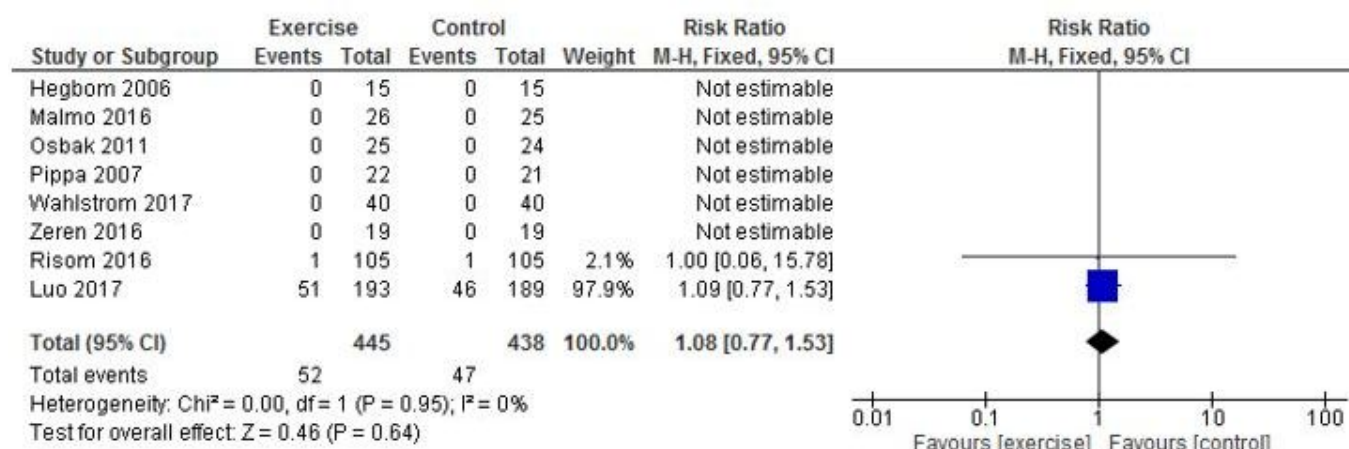 Exercise Control Risk Ratio Risk Ratio
Study or Subgroup Events Total Events Total Weight M-H, Fixed, 95% CI M-H, Fixed, 95% CI
Hegbom 2006 0 15 0 15 Not estimable
Malmo 2016 0 26 0 25 Not estimable
Osbak 2011 0 25 0 24 Not estimable
Pippa 2007 0 22 0 21 Not estimable
Wahlstrom 2017 0 40 0 40 Not estimable
Zeren 2016 0 19 0 19 Not estimable
Risom 2016 1 105 1 105 2.1% 1.00 [0.06, 15.78]
Luo 2017 51 193 46 189 97.9% 1.09 [0.77, 1.53]
Total (95% CI) 445 438 100.0% 1.08 [0.77, 1.53]
Total events 52 47
Heterogeneity: Chi² = 0.00, df = 1 (P = 0.95); I² = 0%
Test for overall effect: Z = 0.46 (P = 0.64)
0.01 0.1 1 10 100
Favours [exercise] Favours [control]